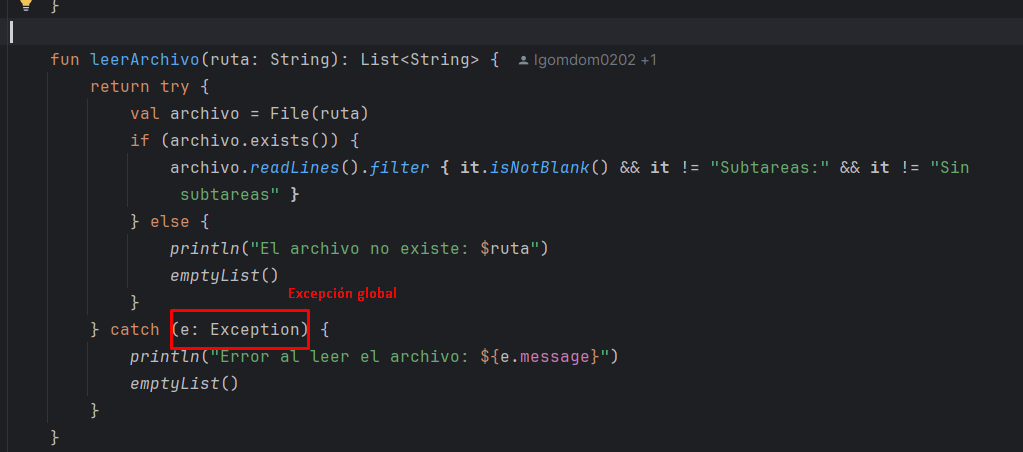 }
fun leerArchivo(ruta: String): List<String> { lgomdom0202 +1
return try {
val archivo = File(ruta)
if (archivo.exists()) {
archivo.readLines().filter { it.isNotBlank() && it != "Subtareas:" && it != "Sin
subtareas" }
} else {
println("El archivo no existe: $ruta")
emptyList()
Excepción global
}
} catch (e: Exception) {
println("Error al leer el archivo: ${e.message}")
emptyList()
}
}